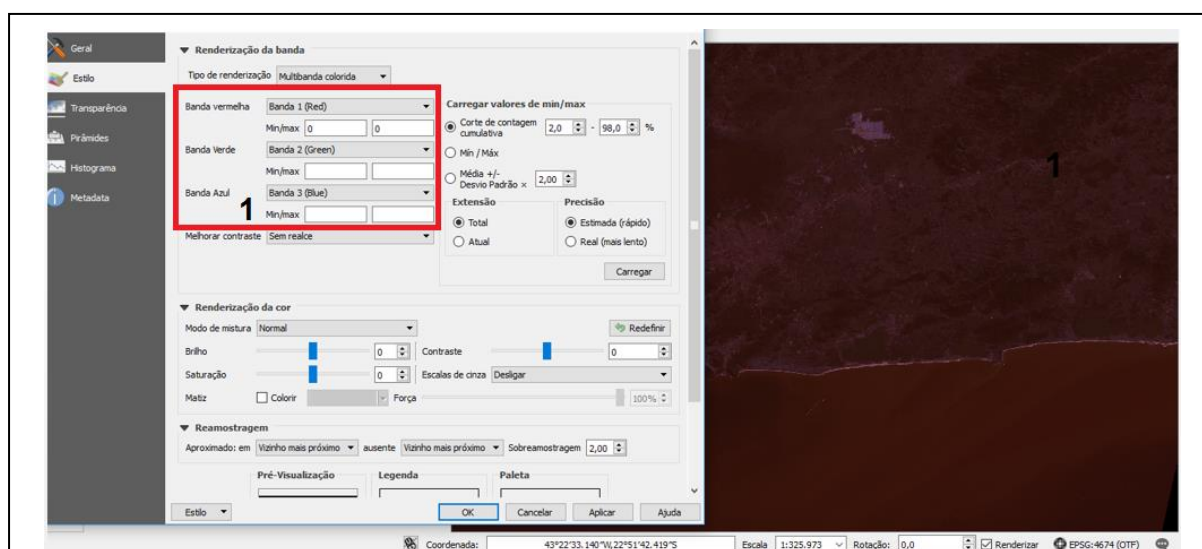 Geral
Estilo
Transparência
Pirâmides
Histograma
Metadata
Renderização da banda
Tipo de renderização Multibanda colorida
Banda vermelha Banda 1 (Red)
Min/max 0 0
Banda Verde Banda 2 (Green)
Min/max
Banda Azul Banda 3 (Blue)
1 Min/max
Melhorar contraste Sem realce
Carregar valores de min/max
Corte de contagem cumulativa 2,0 - 98,0 %
Mín / Máx
Média +/- Desvio Padrão × 2,00
Extensão Precisão
Total Estimada (rápido)
Atual Real (mais lento)
Carregar
Renderização da cor
Modo de mistura Normal Redefinir
Brilho 0 Contraste 0
Saturação 0 Escalas de cinza Desligar
Matiz Colorir Força 100%
Reamostragem
Aproximado: em Vizinho mais próximo ausente Vizinho mais próximo Sobreamostragem 2,00
Pré-Visualização Legenda Paleta
Estilo OK Cancelar Aplicar Ajuda
1
Coordenada: 43°22'33.140"W,22°51'42.419"S Escala 1:325.973 Rotação: 0,0 Renderizar EPSG:4674 (OTF)